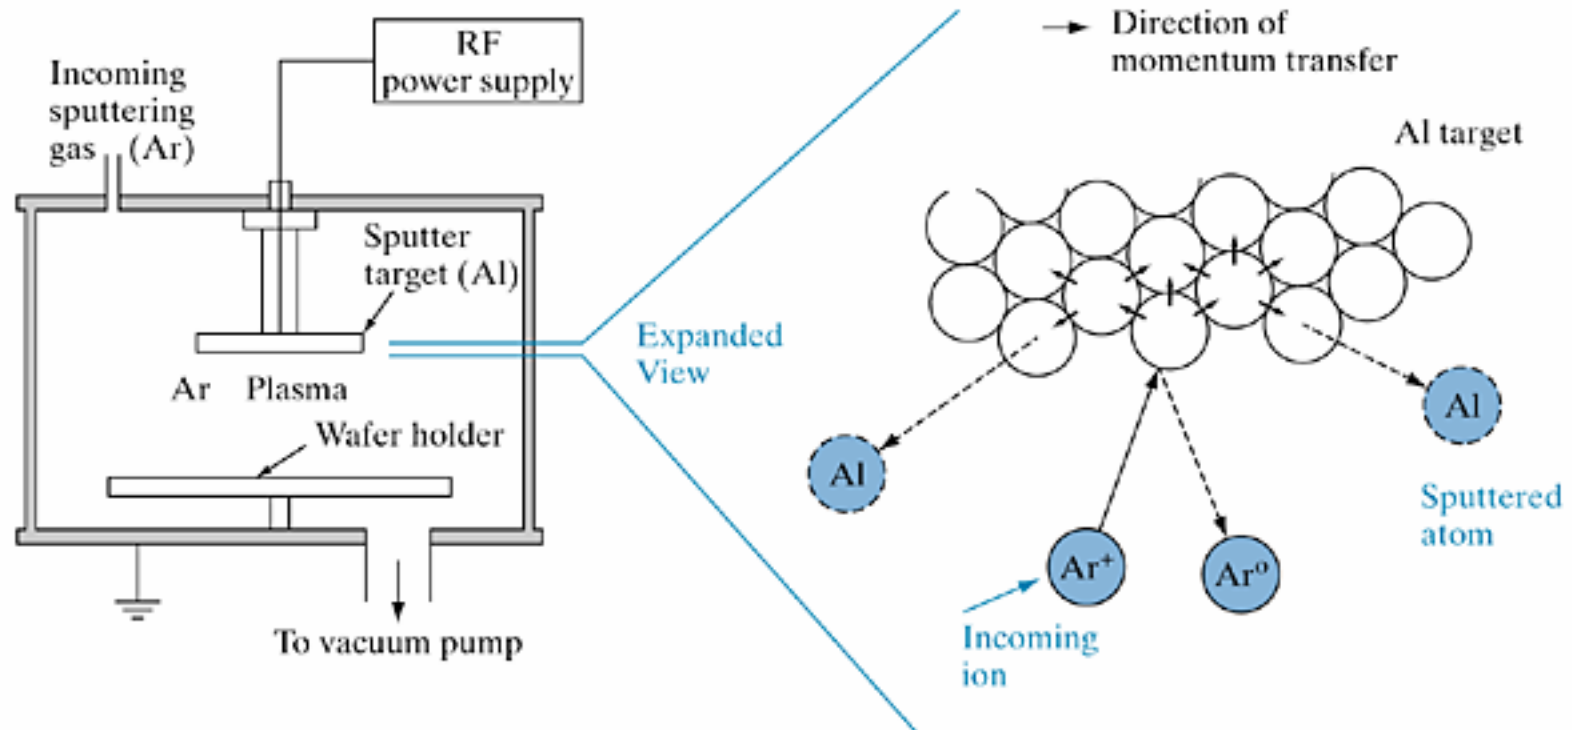 RF
power supply
Incoming
sputtering
gas (Ar)
Sputter
target (Al)
Ar Plasma
Wafer holder
To vacuum pump
Expanded
View
Direction of
momentum transfer
Al target
Al
Al
Sputtered
atom
Ar⁺
Ar⁰
Incoming
ion